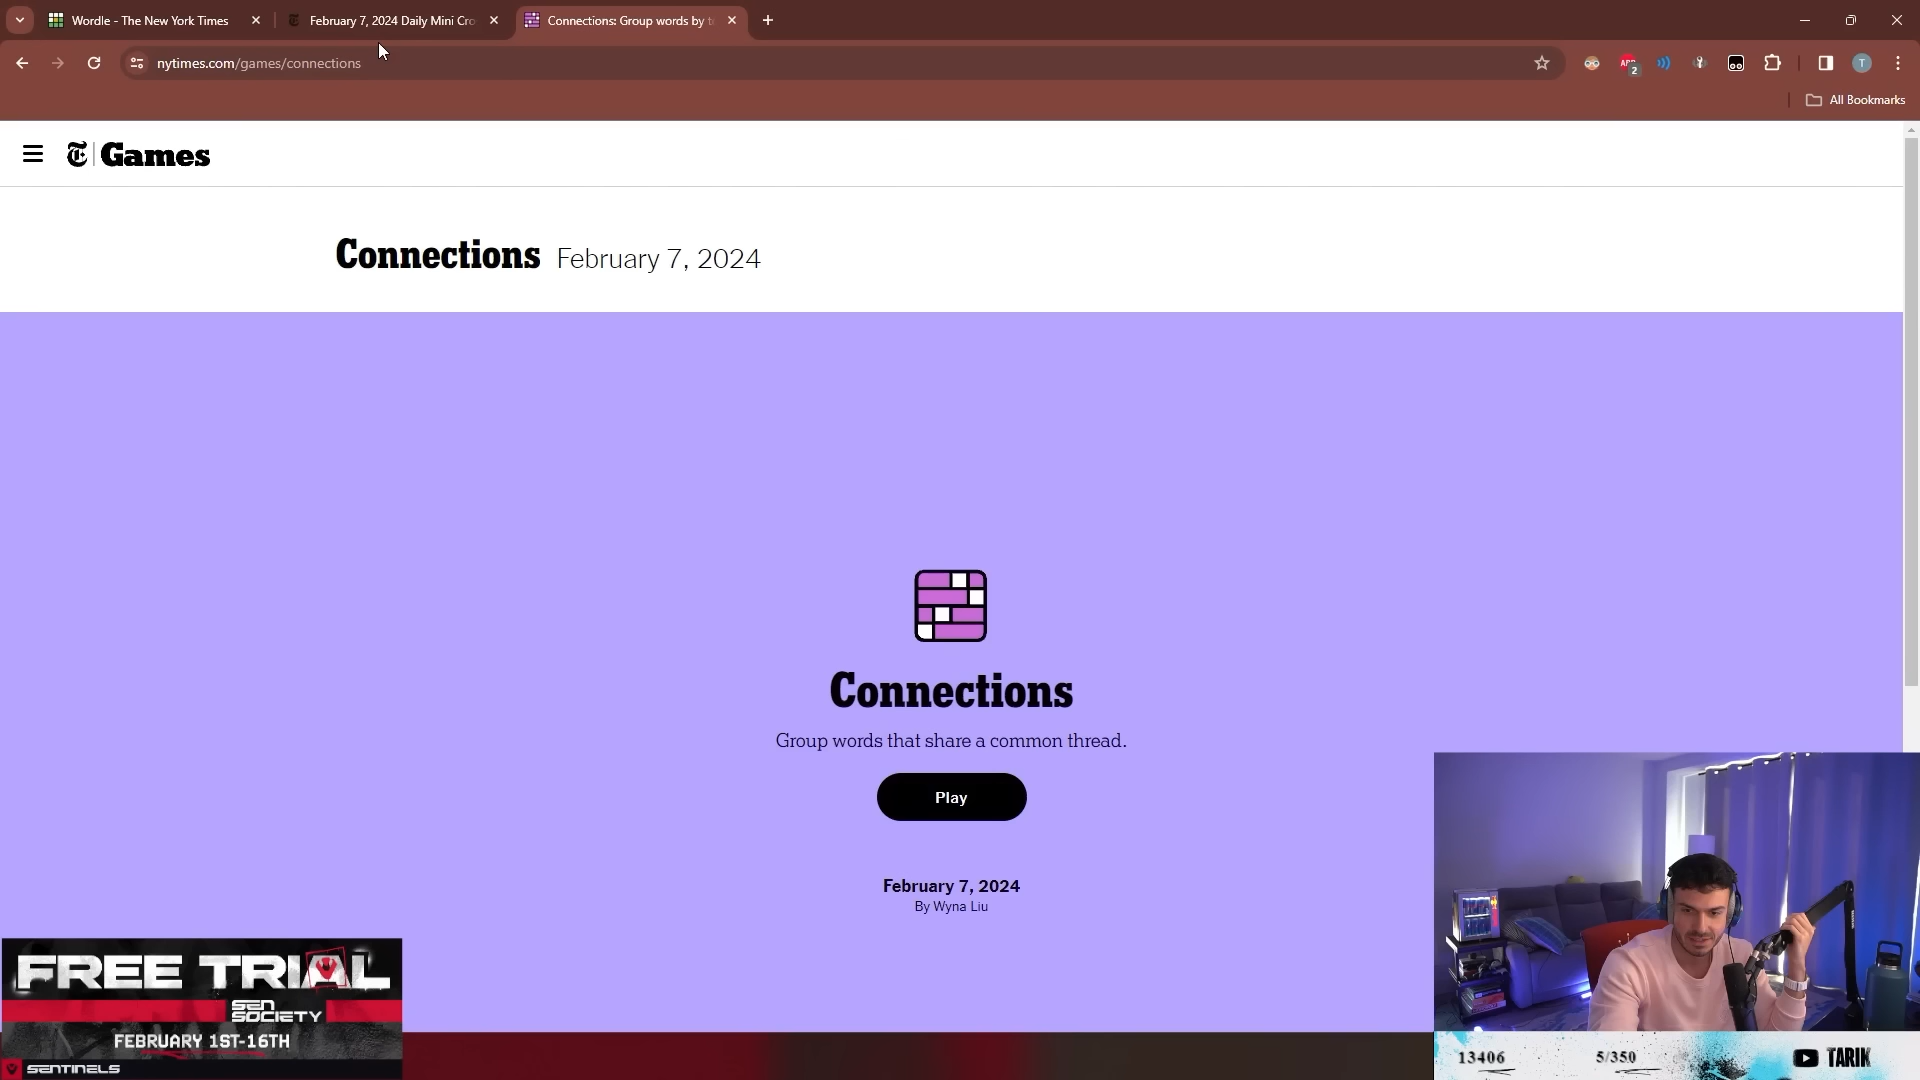 Wordle - The New York Times
February 7, 2024 Daily Mini Cro
Connections: Group words by t
nytimes.com/games/connections
ABP
2
T
All Bookmarks
T Games
Connections February 7, 2024
Connections
Group words that share a common thread.
Play
February 7, 2024
By Wyna Liu
FREE TRIAL
SEN
SOCIETY
FEBRUARY 1ST-16TH
SENTINELS
13406
5/350
TARIK